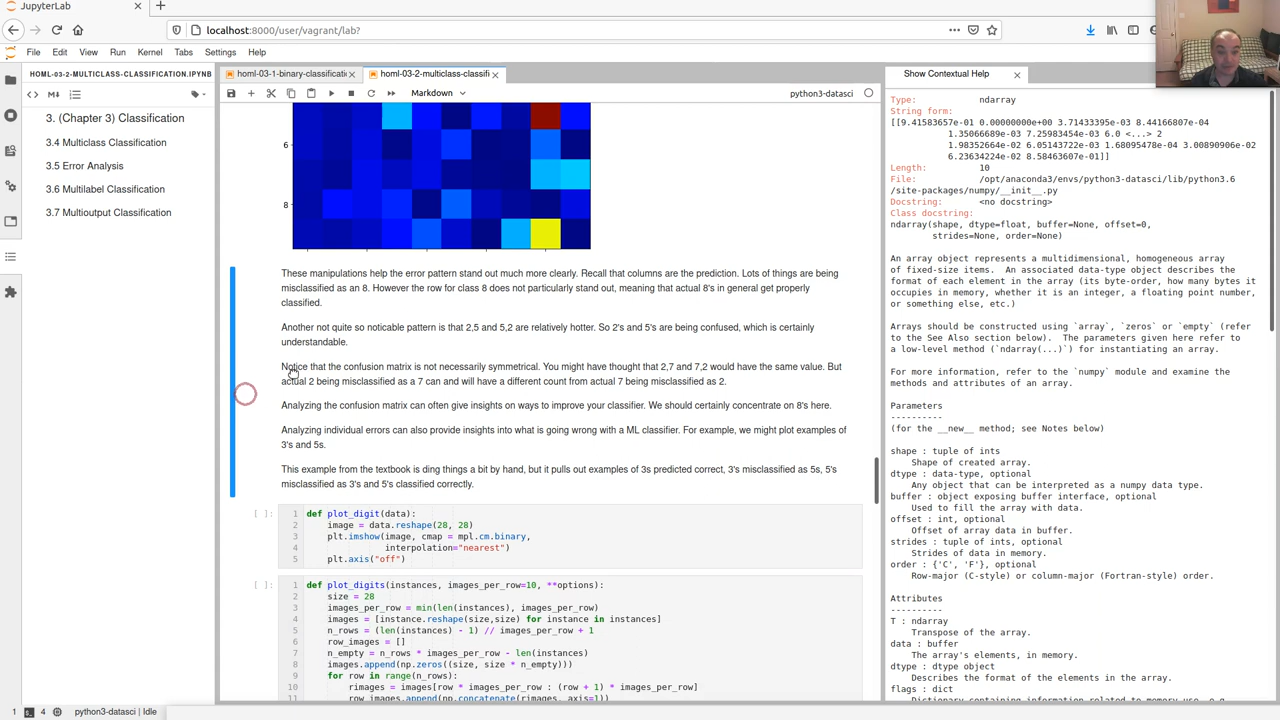 JupyterLab
localhost:8000/user/vagrant/lab?
File Edit View Run Kernel Tabs Settings Help
HOML-03-2-MULTICLASS-CLASSIFICATION.IPYNB
3. (Chapter 3) Classification
3.4 Multiclass Classification
3.5 Error Analysis
3.6 Multilabel Classification
3.7 Multioutput Classification
homl-03-1-binary-classificatio
homl-03-2-multiclass-classifi
Markdown
python3-datasci
6
8
These manipulations help the error pattern stand out much more clearly. Recall that columns are the prediction. Lots of things are being
misclassified as an 8. However the row for class 8 does not particularly stand out, meaning that actual 8's in general get properly
classified.
Another not quite so noticable pattern is that 2,5 and 5,2 are relatively hotter. So 2's and 5's are being confused, which is certainly
understandable.
Notice that the confusion matrix is not necessarily symmetrical. You might have thought that 2,7 and 7,2 would have the same value. But
actual 2 being misclassified as a 7 can and will have a different count from actual 7 being misclassified as 2.
Analyzing the confusion matrix can often give insights on ways to improve your classifier. We should certainly concentrate on 8's here.
Analyzing individual errors can also provide insights into what is going wrong with a ML classifier. For example, we might plot examples of
3's and 5s.
This example from the textbook is ding things a bit by hand, but it pulls out examples of 3s predicted correct, 3's misclassified as 5s, 5's
misclassified as 3's and 5's classified correctly.
[ ]:
1 def plot_digit(data):
2 image = data.reshape(28, 28)
3 plt.imshow(image, cmap = mpl.cm.binary,
4 interpolation="nearest")
5 plt.axis("off")
[ ]:
1 def plot_digits(instances, images_per_row=10, **options):
2 size = 28
3 images_per_row = min(len(instances), images_per_row)
4 images = [instance.reshape(size,size) for instance in instances]
5 n_rows = (len(instances) - 1) // images_per_row + 1
6 row_images = []
7 n_empty = n_rows * images_per_row - len(instances)
8 images.append(np.zeros((size, size * n_empty)))
9 for row in range(n_rows):
10 rimages = images[row * images_per_row : (row + 1) * images_per_row]
11 row_images.append(np.concatenate(rimages, axis=1))
Show Contextual Help
Type: ndarray
String form:
[[9.41583657e-01 0.00000000e+00 3.71433395e-03 8.44166807e-04
1.35066689e-03 7.25983454e-03 6.0 <...> 2
1.98352664e-02 6.05143722e-03 1.68095478e-04 3.00890906e-02
6.23634224e-02 8.58463607e-01]]
Length: 10
File: /opt/anaconda3/envs/python3-datasci/lib/python3.6
/site-packages/numpy/__init__.py
Docstring: <no docstring>
Class docstring:
ndarray(shape, dtype=float, buffer=None, offset=0,
strides=None, order=None)
An array object represents a multidimensional, homogeneous array
of fixed-size items. An associated data-type object describes the
format of each element in the array (its byte-order, how many bytes it
occupies in memory, whether it is an integer, a floating point number,
or something else, etc.)
Arrays should be constructed using `array`, `zeros` or `empty` (refer
to the See Also section below). The parameters given here refer to
a low-level method (`ndarray(...)`) for instantiating an array.
For more information, refer to the `numpy` module and examine the
methods and attributes of an array.
Parameters
----------
(for the __new__ method; see Notes below)
shape : tuple of ints
Shape of created array.
dtype : data-type, optional
Any object that can be interpreted as a numpy data type.
buffer : object exposing buffer interface, optional
Used to fill the array with data.
offset : int, optional
Offset of array data in buffer.
strides : tuple of ints, optional
Strides of data in memory.
order : {'C', 'F'}, optional
Row-major (C-style) or column-major (Fortran-style) order.
Attributes
----------
T : ndarray
Transpose of the array.
data : buffer
The array's elements, in memory.
dtype : dtype object
Describes the format of the elements in the array.
flags : dict
1 4 python3-datasci | Idle